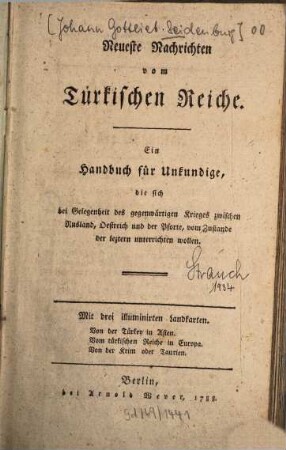 [Johann Gottlieb Seidenburg] 00
Neueste Nachrichten
vom
Türkischen Reiche.
Ein
Handbuch für Unkundige,
die sich
bei Gelegenheit des gegenwärtigen Krieges zwischen
Rusland, Oestreich und der Pforte, vom Zustande
der leztern unterrichten wollen.
Strauch
1934
Mit drei illuminirten Landkarten.
Von der Türkey in Asien.
Vom türkischen Reiche in Europa.
Von der Krim oder Taurien.
Berlin,
bei Arnold Wever, 1788.